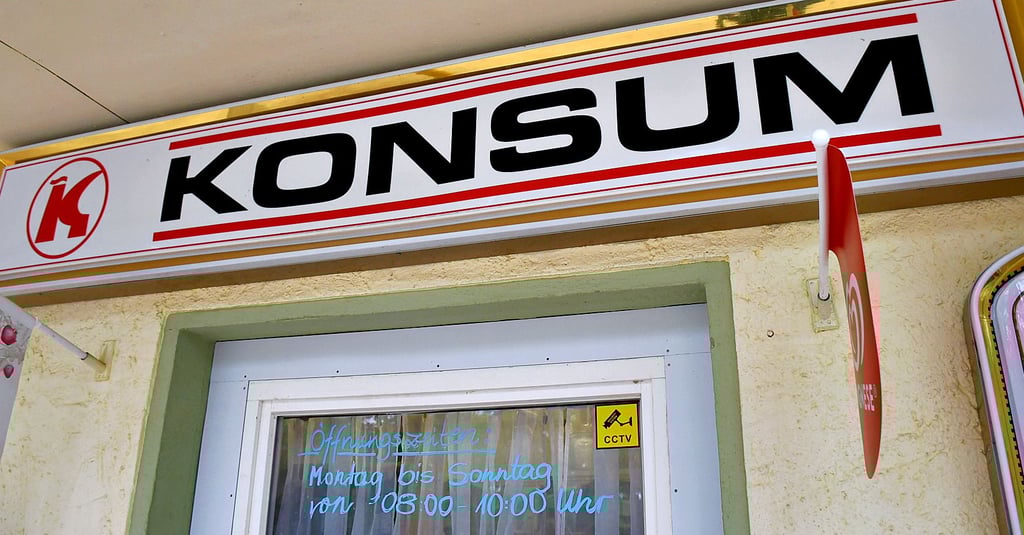 KONSUM
Öffnungszeiten:
Montag bis Sonntag
von 08:00-10:00 Uhr
CCTV